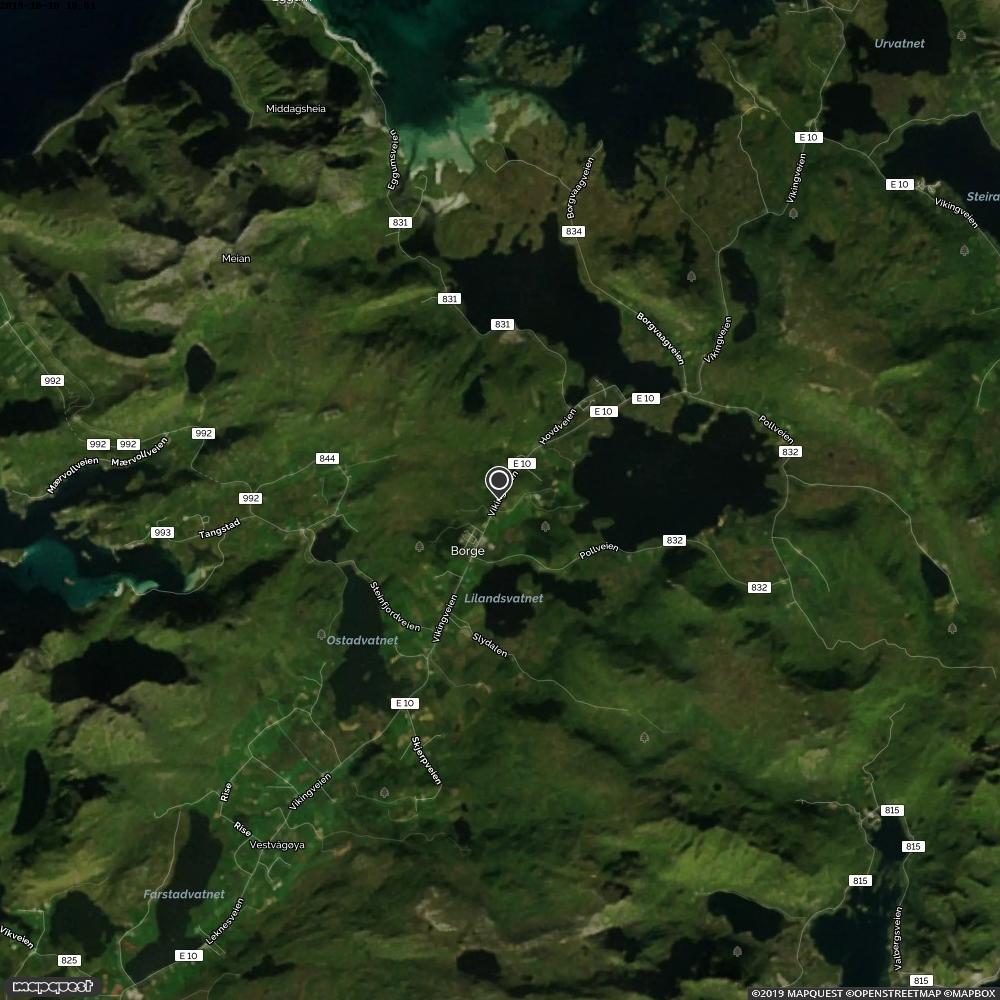 Eggum
Urvatnet
Middagsheia
E 10
Eggumsveien
Borgvaagveien
Vikingveien
E 10
Vikingveien
Steira
831
834
Meian
831
831
Borgvaagveien
Vikingveien
992
E 10
E 10
Hovdveien
Pollveien
992
992
992
Mærvollveien
Mærvollveien
844
E 10
832
992
993
Tangstad
Borge
Pollveien
832
832
Steinfjordveien
Lilandsvatnet
Vikingveien
Ostadvatnet
Slydalen
E 10
Skjerpveien
Rise
Vikingveien
Rise
Vestvågøya
815
815
815
Farstadvatnet
Leknesveien
Valbergsveien
Vikveien
825
E 10
815
mapquest
©2019 MAPQUEST ©OPENSTREETMAP ©MAPBOX